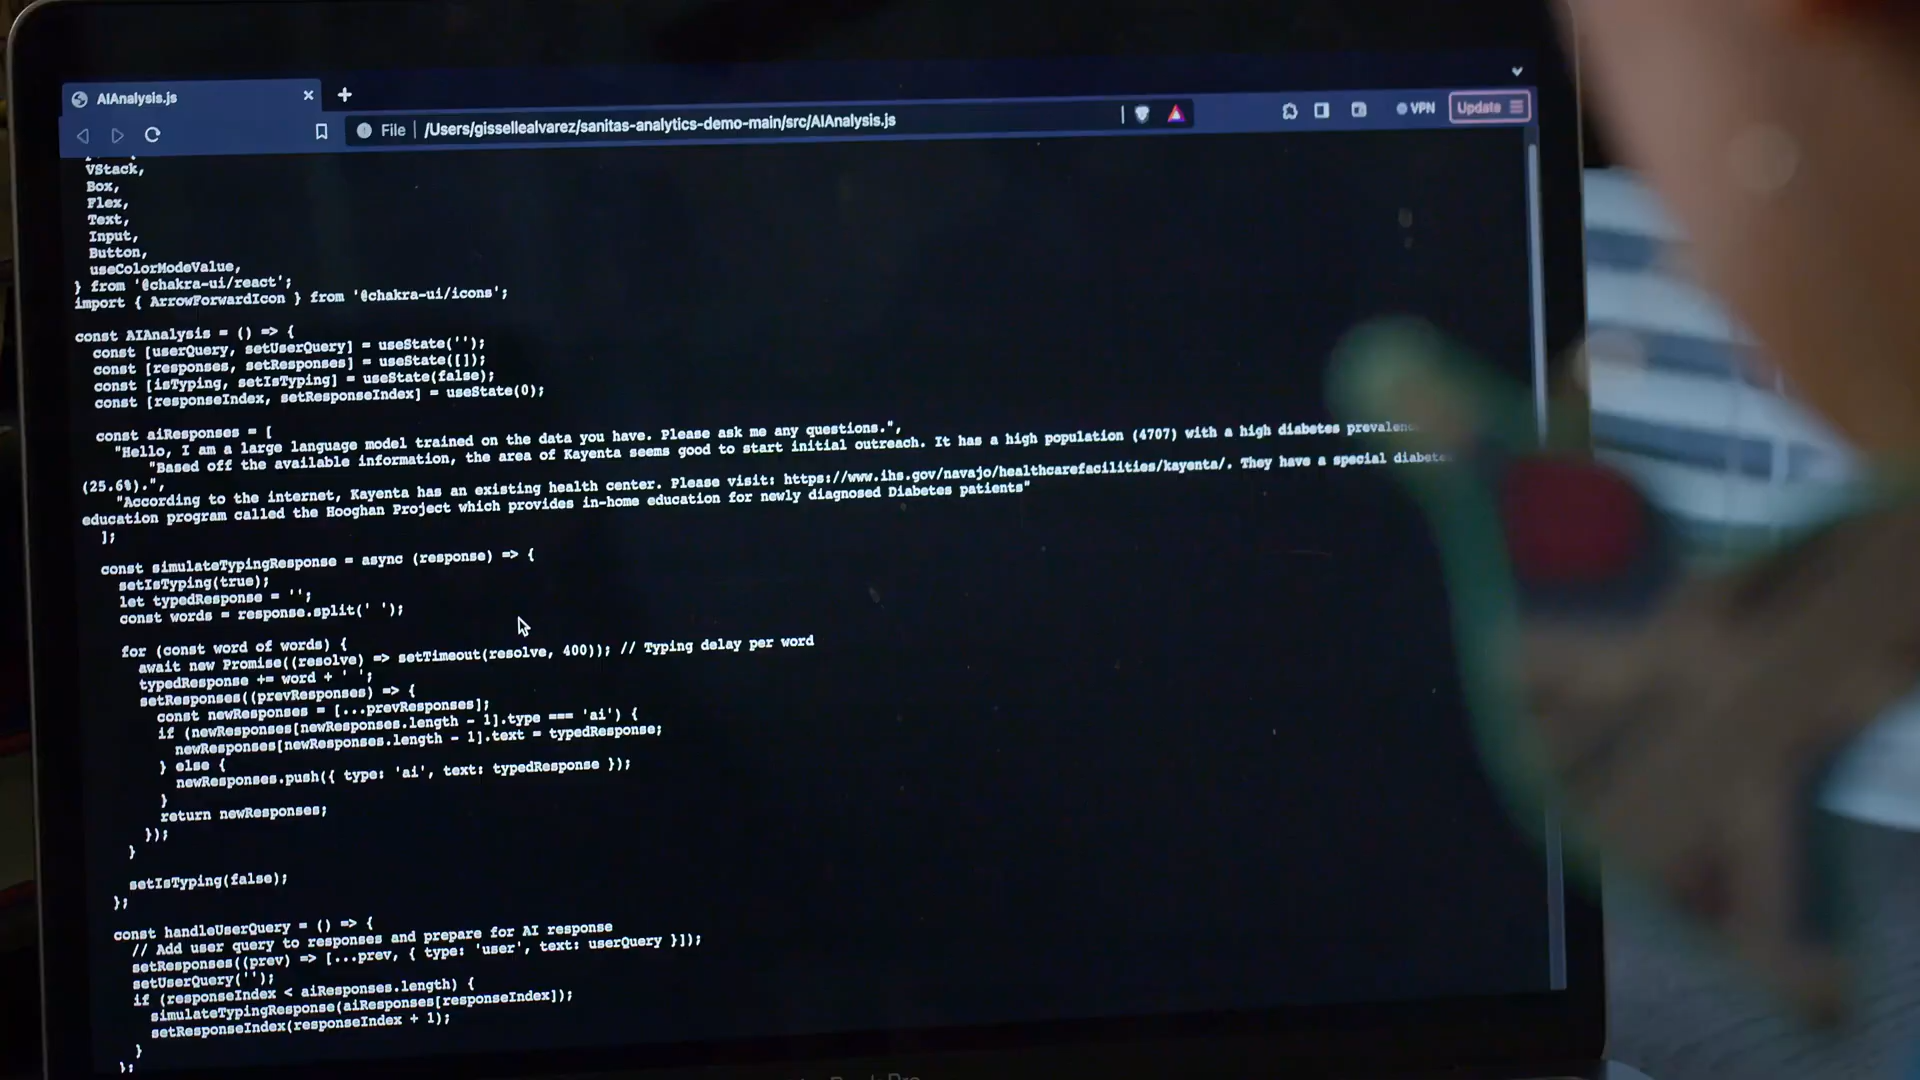 AIAnalysis.js
VPN
Update
File
/Users/gissellealvarez/sanitas-analytics-demo-main/src/AIAnalysis.js
VStack,
Box,
Flex,
Text,
Input,
Button,
useColorModeValue,
} from '@chakra-ui/react';
import { ArrowForwardIcon } from '@chakra-ui/icons';
const AIAnalysis = () => {
const [userQuery, setUserQuery] = useState('');
const [responses, setResponses] = useState([]);
const [isTyping, setIsTyping] = useState(false);
const [responseIndex, setResponseIndex] = useState(0);
const aiResponses = [
"Hello, I am a large language model trained on the data you have. Please ask me any questions.",
"Based off the available information, the area of Kayenta seems good to start initial outreach. It has a high population (4707) with a high diabetes prevalence
(25.6%).",
"According to the internet, Kayenta has an existing health center. Please visit: https://www.ihs.gov/navajo/healthcarefacilities/kayenta/. They have a special diabetes
education program called the Hooghan Project which provides in-home education for newly diagnosed Diabetes patients"
];
const simulateTypingResponse = async (response) => {
setIsTyping(true);
let typedResponse = '';
const words = response.split(' ');
for (const word of words) {
await new Promise((resolve) => setTimeout(resolve, 400)); // Typing delay per word
typedResponse += word + ' ';
setResponses((prevResponses) => {
const newResponses = [...prevResponses];
if (newResponses[newResponses.length - 1].type === 'ai') {
newResponses[newResponses.length - 1].text = typedResponse;
} else {
newResponses.push({ type: 'ai', text: typedResponse });
}
return newResponses;
});
}
setIsTyping(false);
};
const handleUserQuery = () => {
// Add user query to responses and prepare for AI response
setResponses((prev) => [...prev, { type: 'user', text: userQuery }]);
setUserQuery('');
if (responseIndex < aiResponses.length) {
simulateTypingResponse(aiResponses[responseIndex]);
setResponseIndex(responseIndex + 1);
}
};